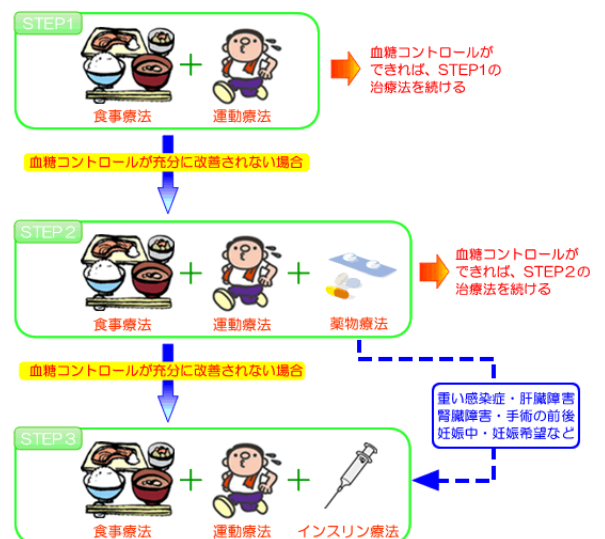 STEP1
血糖コントロールが
できれば、STEP1の
治療法を続ける
食事療法
運動療法
血糖コントロールが充分に改善されない場合
STEP2
血糖コントロールが
できれば、STEP2の
治療法を続ける
食事療法
運動療法
薬物療法
血糖コントロールが充分に改善されない場合
重い感染症・肝臓障害
腎臓障害・手術の前後
妊娠中・妊娠希望など
STEP3
食事療法
運動療法
インスリン療法